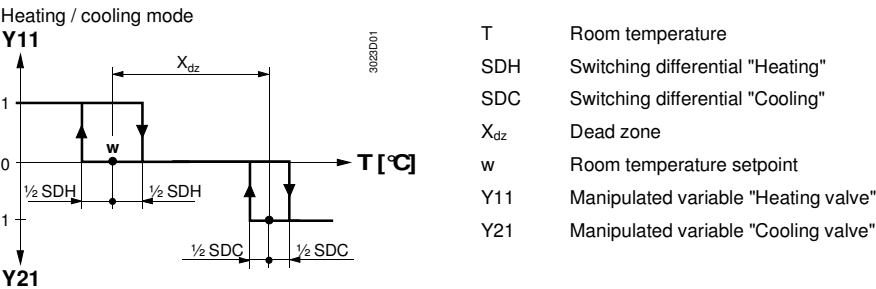 Heating / cooling mode
Y11
X_dz
3023D01
1
w
0
T [°C]
½ SDH
½ SDH
1
½ SDC
½ SDC
Y21
T Room temperature
SDH Switching differential "Heating"
SDC Switching differential "Cooling"
X_dz Dead zone
w Room temperature setpoint
Y11 Manipulated variable "Heating valve"
Y21 Manipulated variable "Cooling valve"